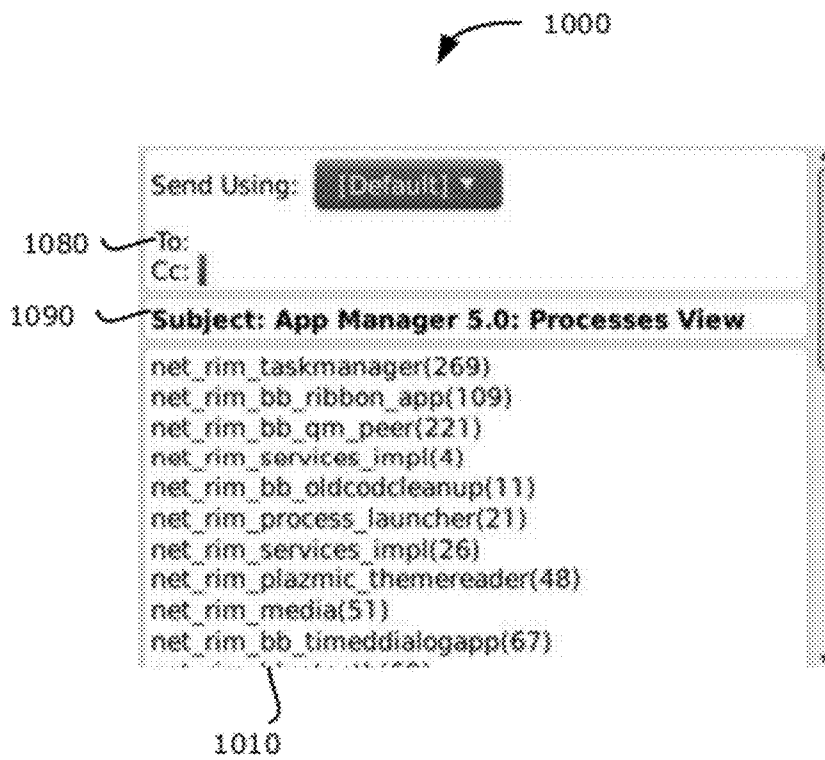 1000
Send Using: [Default] ▼
1080
To:
Cc:
1090
Subject: App Manager 5.0: Processes View
net_rim_taskmanager(269)
net_rim_bb_ribbon_app(109)
net_rim_bb_qm_peer(221)
net_rim_services_impl(4)
net_rim_bb_oldcodcleanup(11)
net_rim_process_launcher(21)
net_rim_services_impl(26)
net_rim_plazmic_themereader(48)
net_rim_media(51)
net_rim_bb_timeddialogapp(67)
1010